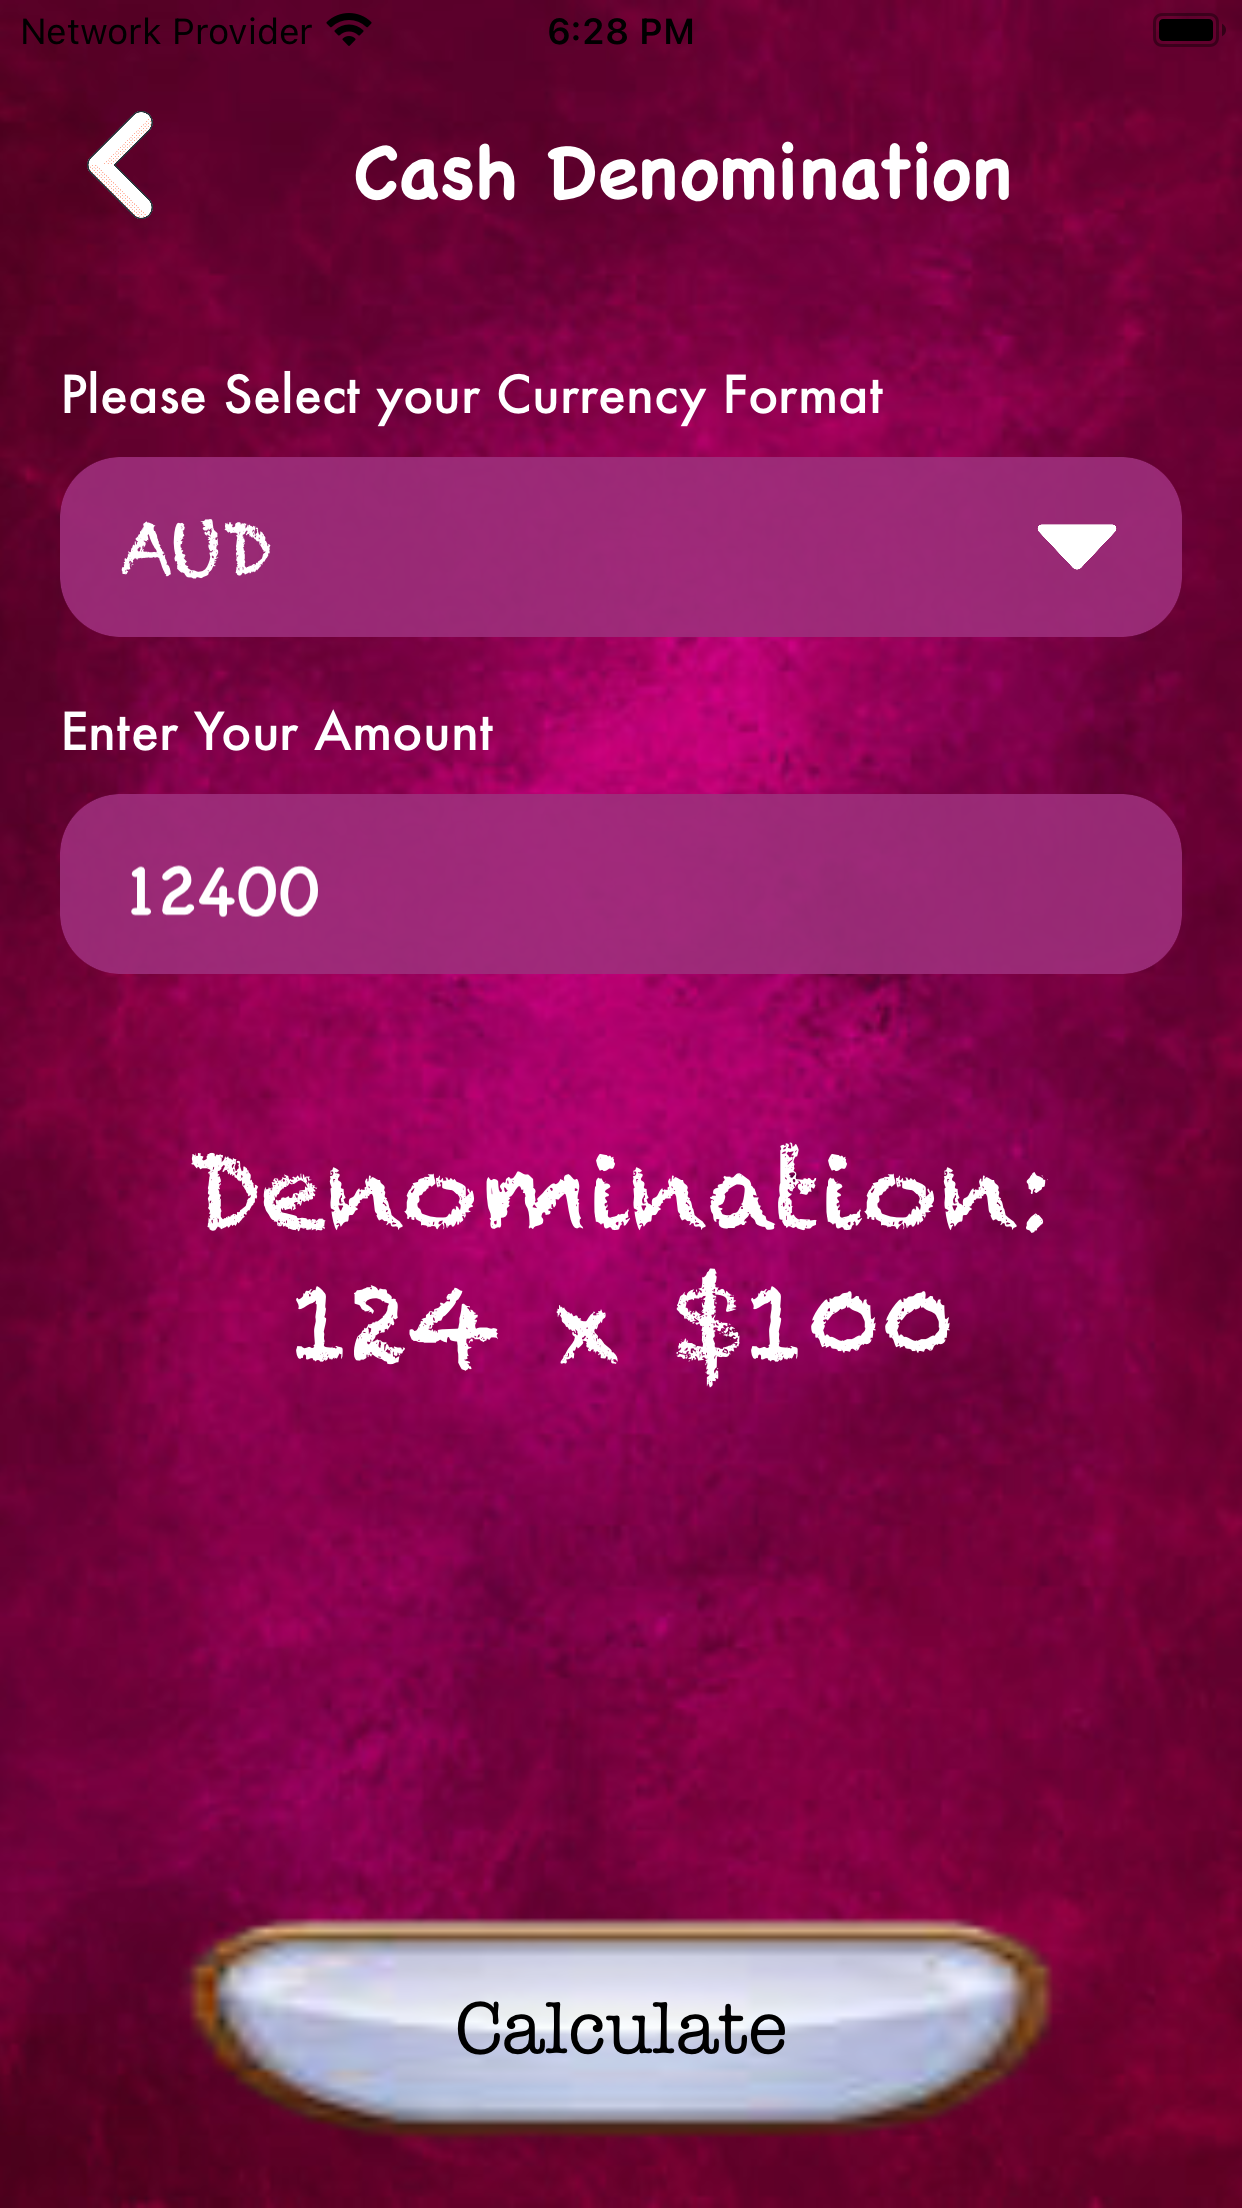 Network Provider 6:28 PM
Cash Denomination
Please Select your Currency Format
AUD
Enter Your Amount
12400
Denomination:
124 x $100
Calculate